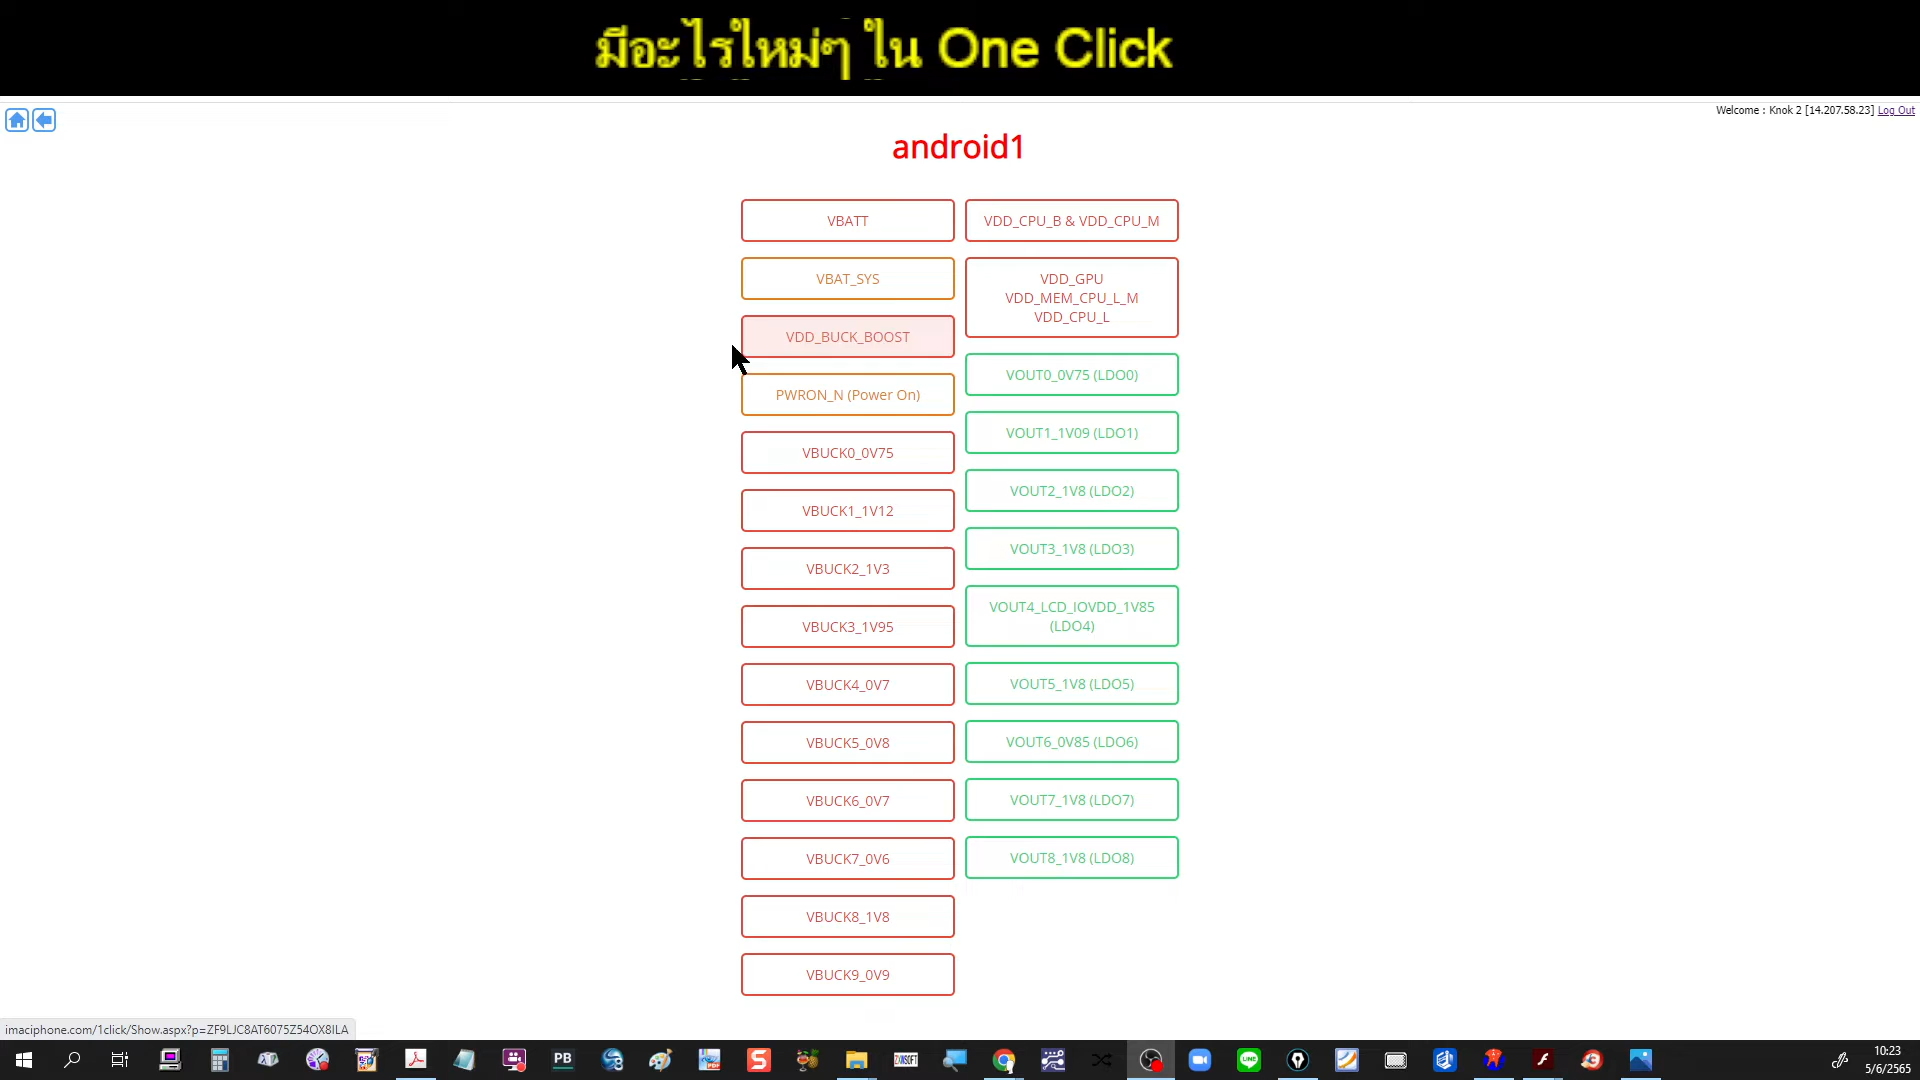 มีอะไรใหม่ๆ ใน One Click
Welcome : Knok 2 [14.207.58.23] Log Out
android1
VBATT
VBAT_SYS
VDD_BUCK_BOOST
PWRON_N (Power On)
VBUCK0_0V75
VBUCK1_1V12
VBUCK2_1V3
VBUCK3_1V95
VBUCK4_0V7
VBUCK5_0V8
VBUCK6_0V7
VBUCK7_0V6
VBUCK8_1V8
VBUCK9_0V9
VDD_CPU_B & VDD_CPU_M
VDD_GPU
VDD_MEM_CPU_L_M
VDD_CPU_L
VOUT0_0V75 (LDO0)
VOUT1_1V09 (LDO1)
VOUT2_1V8 (LDO2)
VOUT3_1V8 (LDO3)
VOUT4_LCD_IOVDD_1V85
(LDO4)
VOUT5_1V8 (LDO5)
VOUT6_0V85 (LDO6)
VOUT7_1V8 (LDO7)
VOUT8_1V8 (LDO8)
imaciphone.com/1click/Show.aspx?p=ZF9LJC8AT6075Z54OX8ILA
PB
LINE
10:23
5/6/2565